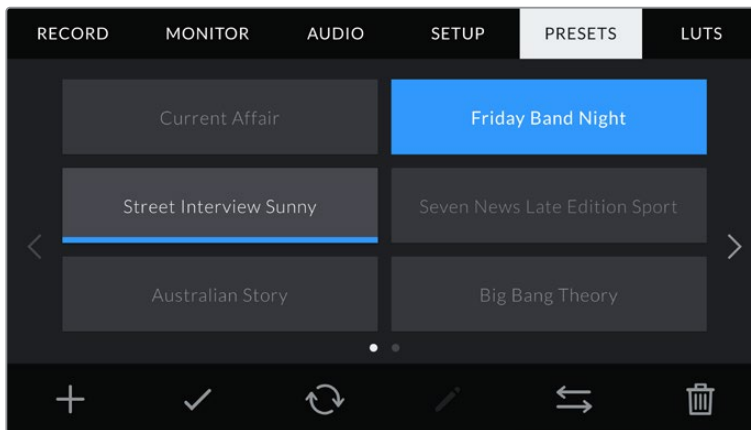 RECORD MONITOR AUDIO SETUP PRESETS LUTS
Current Affair Friday Band Night
Street Interview Sunny Seven News Late Edition Sport
Australian Story Big Bang Theory